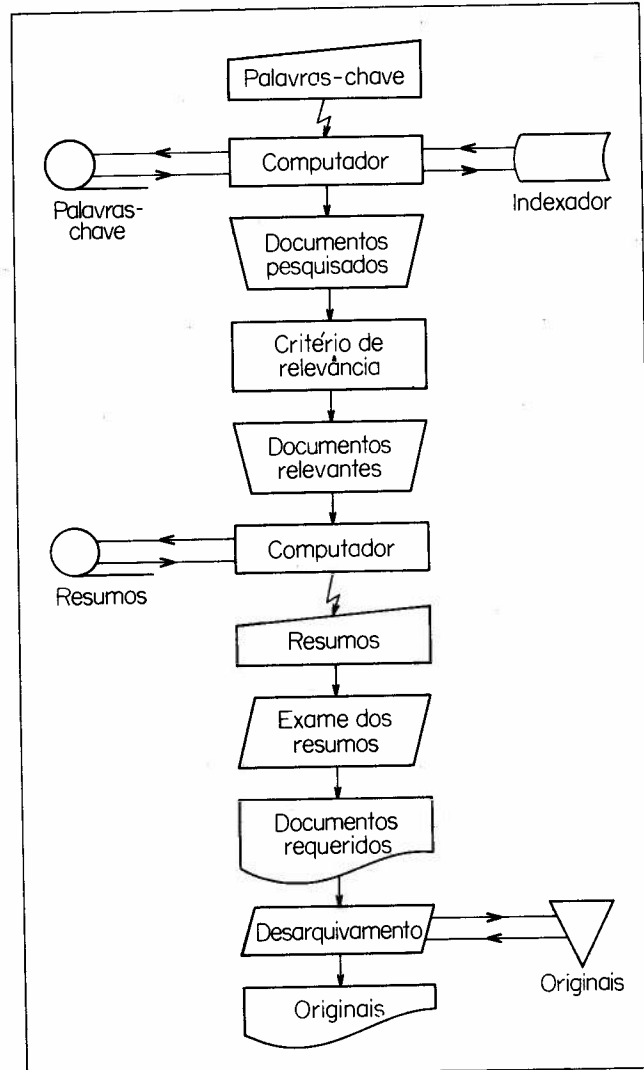 Palavras-chave
Computador
Palavras-
chave
Indexador
Documentos
pesquisados
Critério de
relevância
Documentos
relevantes
Computador
Resumos
Resumos
Exame dos
resumos
Documentos
requeridos
Desarquivamento
Originais
Originais